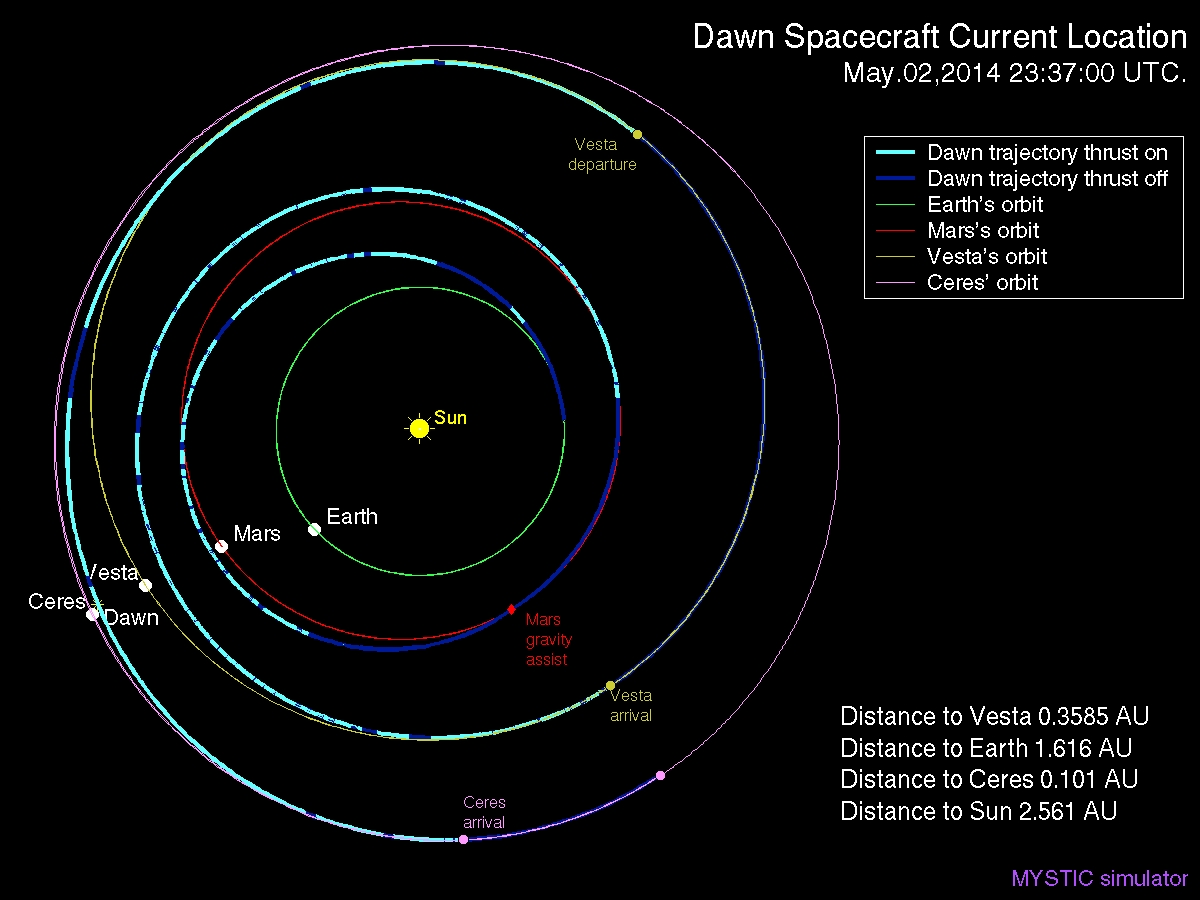 Dawn Spacecraft Current Location
May.02,2014 23:37:00 UTC.
Dawn trajectory thrust on
Dawn trajectory thrust off
Earth's orbit
Mars's orbit
Vesta's orbit
Ceres' orbit
Vesta
departure
Sun
Earth
Mars
Vesta
Ceres
Dawn
Mars
gravity
assist
Vesta
arrival
Ceres
arrival
Distance to Vesta 0.3585 AU
Distance to Earth 1.616 AU
Distance to Ceres 0.101 AU
Distance to Sun 2.561 AU
MYSTIC simulator